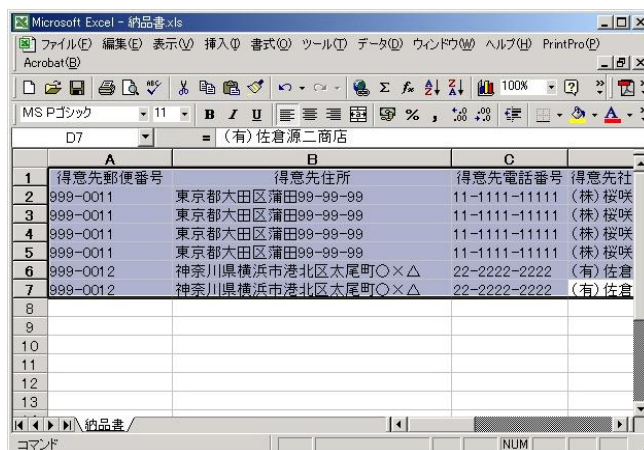 Microsoft Excel - 納品書.xls
ファイル(F) 編集(E) 表示(V) 挿入(I) 書式(O) ツール(T) データ(D) ウィンドウ(W) ヘルプ(H) PrintPro(P)
Acrobat(B)
100%
MS Pゴシック 11 B I U % ,
D7 = (有)佐倉源二商店
A B C
1 得意先郵便番号 得意先住所 得意先電話番号 得意先社
2 999-0011 東京都大田区蒲田99-99-99 11-1111-11111 (株)桜咲
3 999-0011 東京都大田区蒲田99-99-99 11-1111-11111 (株)桜咲
4 999-0011 東京都大田区蒲田99-99-99 11-1111-11111 (株)桜咲
5 999-0011 東京都大田区蒲田99-99-99 11-1111-11111 (株)桜咲
6 999-0012 神奈川県横浜市港北区太尾町○×△ 22-2222-2222 (有)佐倉
7 999-0012 神奈川県横浜市港北区太尾町○×△ 22-2222-2222 (有)佐倉
8
9
10
11
12
13
納品書
コマンド NUM